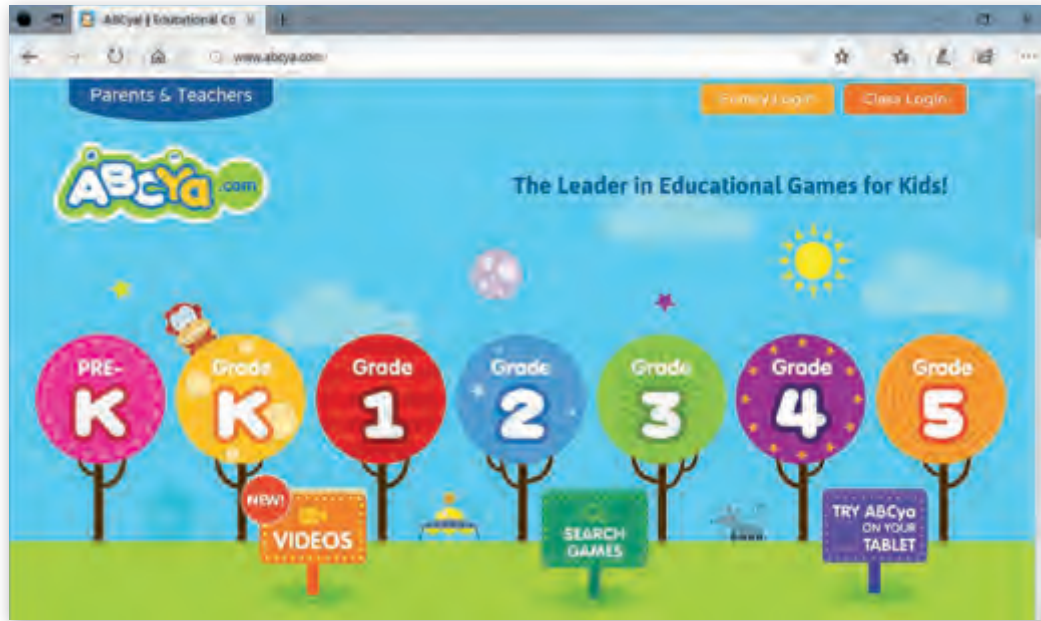 ABCya! | Educational Co
www.abcya.com
Parents & Teachers
Family Login
Class Login
ABCYa.com
The Leader in Educational Games for Kids!
PRE-
K
Grade
K
Grade
1
Grade
2
Grade
3
Grade
4
Grade
5
NEW!
VIDEOS
SEARCH
GAMES
TRY ABCya
ON YOUR
TABLET